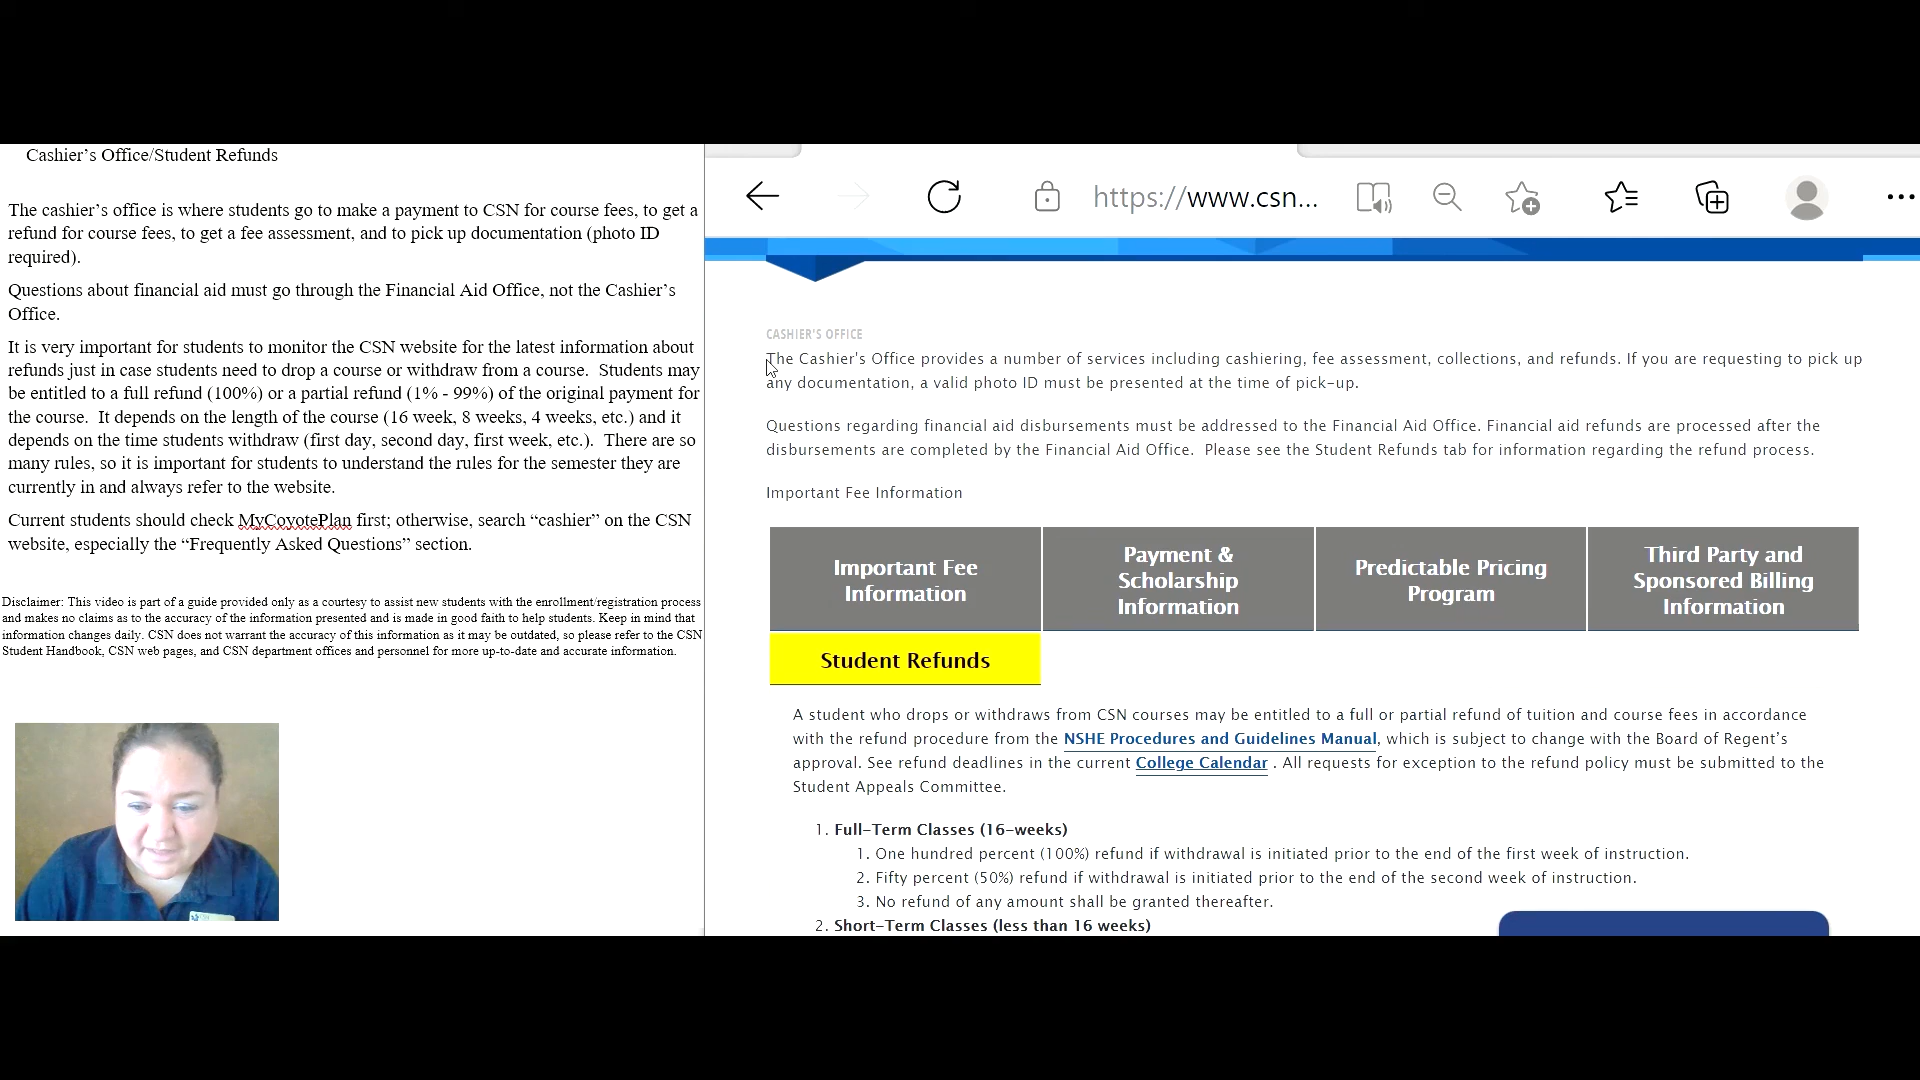 Cashier’s Office/Student Refunds
The cashier’s office is where students go to make a payment to CSN for course fees, to get a
refund for course fees, to get a fee assessment, and to pick up documentation (photo ID
required).
Questions about financial aid must go through the Financial Aid Office, not the Cashier’s
Office.
It is very important for students to monitor the CSN website for the latest information about
refunds just in case students need to drop a course or withdraw from a course.  Students may
be entitled to a full refund (100%) or a partial refund (1% - 99%) of the original payment for
the course.  It depends on the length of the course (16 week, 8 weeks, 4 weeks, etc.) and it
depends on the time students withdraw (first day, second day, first week, etc.).  There are so
many rules, so it is important for students to understand the rules for the semester they are
currently in and always refer to the website.
Current students should check MyCoyotePlan first; otherwise, search “cashier” on the CSN
website, especially the “Frequently Asked Questions” section.
Disclaimer: This video is part of a guide provided only as a courtesy to assist new students with the enrollment/registration process
and makes no claims as to the accuracy of the information presented and is made in good faith to help students. Keep in mind that
information changes daily. CSN does not warrant the accuracy of this information as it may be outdated, so please refer to the CSN
Student Handbook, CSN web pages, and CSN department offices and personnel for more up-to-date and accurate information.
https://www.csn...
CASHIER'S OFFICE
The Cashier's Office provides a number of services including cashiering, fee assessment, collections, and refunds. If you are requesting to pick up
any documentation, a valid photo ID must be presented at the time of pick-up.
Questions regarding financial aid disbursements must be addressed to the Financial Aid Office. Financial aid refunds are processed after the
disbursements are completed by the Financial Aid Office.  Please see the Student Refunds tab for information regarding the refund process.
Important Fee Information
Important Fee
Information
Payment &
Scholarship
Information
Predictable Pricing
Program
Third Party and
Sponsored Billing
Information
Student Refunds
A student who drops or withdraws from CSN courses may be entitled to a full or partial refund of tuition and course fees in accordance
with the refund procedure from the NSHE Procedures and Guidelines Manual, which is subject to change with the Board of Regent’s
approval. See refund deadlines in the current College Calendar . All requests for exception to the refund policy must be submitted to the
Student Appeals Committee.
1. Full-Term Classes (16-weeks)
1. One hundred percent (100%) refund if withdrawal is initiated prior to the end of the first week of instruction.
2. Fifty percent (50%) refund if withdrawal is initiated prior to the end of the second week of instruction.
3. No refund of any amount shall be granted thereafter.
2. Short-Term Classes (less than 16 weeks)